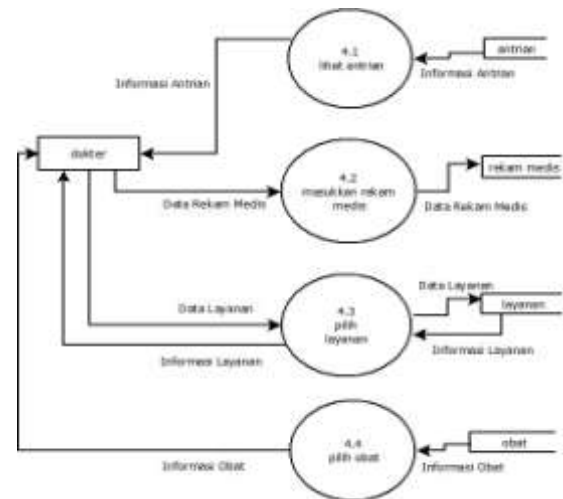 4.1
lihat antrian
antrian
Informasi Antrian
Informasi Antrian
dokter
4.2
masukkan rekam
medis
rekam medis
Data Rekam Medis
Data Rekam Medis
Data Layanan
Data Layanan
4.3
pilih
layanan
layanan
Informasi Layanan
Informasi Layanan
4.4
pilih obat
obat
Informasi Obat
Informasi Obat